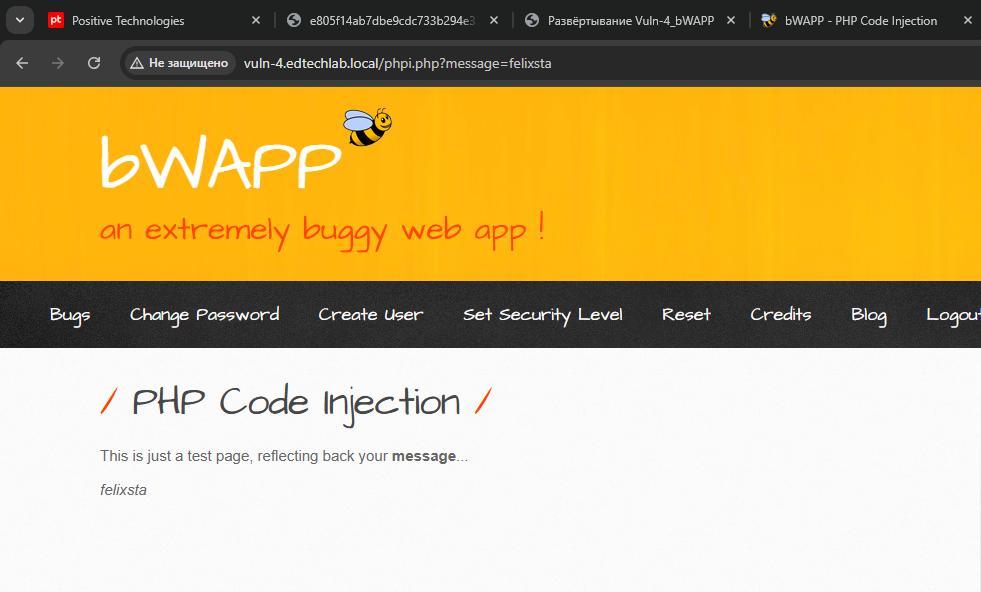 pt Positive Technologies
e805f14ab7dbe9cdc733b294e3
Развёртывание Vuln-4_bWAPP
bWAPP - PHP Code Injection
Не защищено vuln-4.edtechlab.local/phpi.php?message=felixsta
bWAPP
an extremely buggy web app !
Bugs Change Password Create User Set Security Level Reset Credits Blog Logout
/ PHP Code Injection /
This is just a test page, reflecting back your message...
felixsta